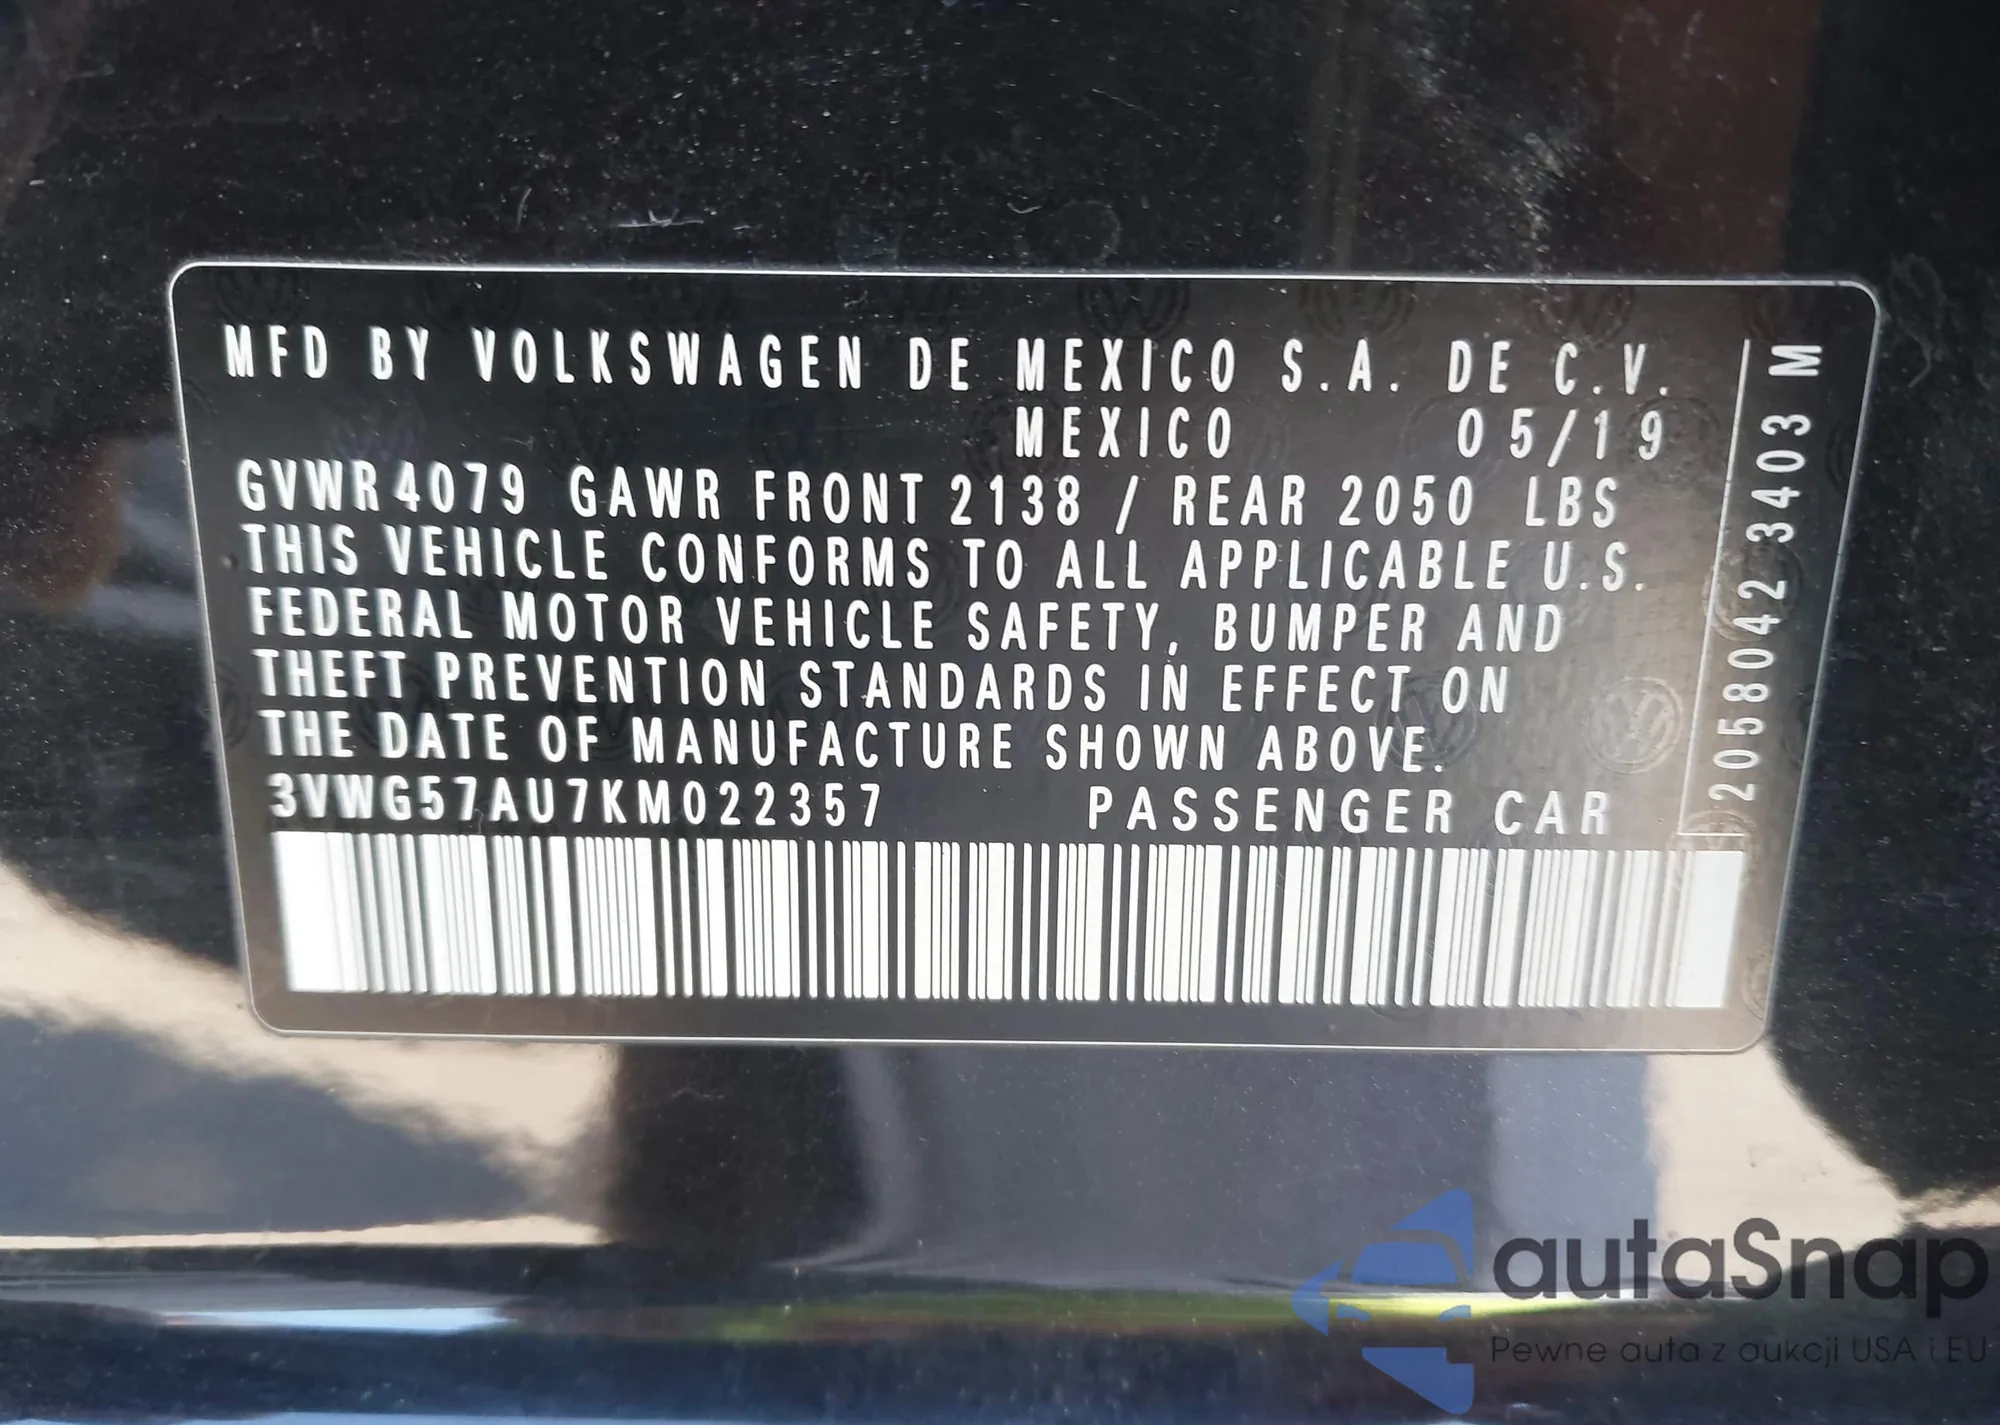 MFD BY VOLKSWAGEN DE MEXICO S.A. DE C.V.
MEXICO 05/19
GVWR 4079 GAWR FRONT 2138 / REAR 2050 LBS
THIS VEHICLE CONFORMS TO ALL APPLICABLE U.S.
FEDERAL MOTOR VEHICLE SAFETY, BUMPER AND
THEFT PREVENTION STANDARDS IN EFFECT ON
THE DATE OF MANUFACTURE SHOWN ABOVE.
3VWG57AU7KM022357 PASSENGER CAR
2058042 3403 M
autaSnap
Pewne auta z aukcji USA i EU